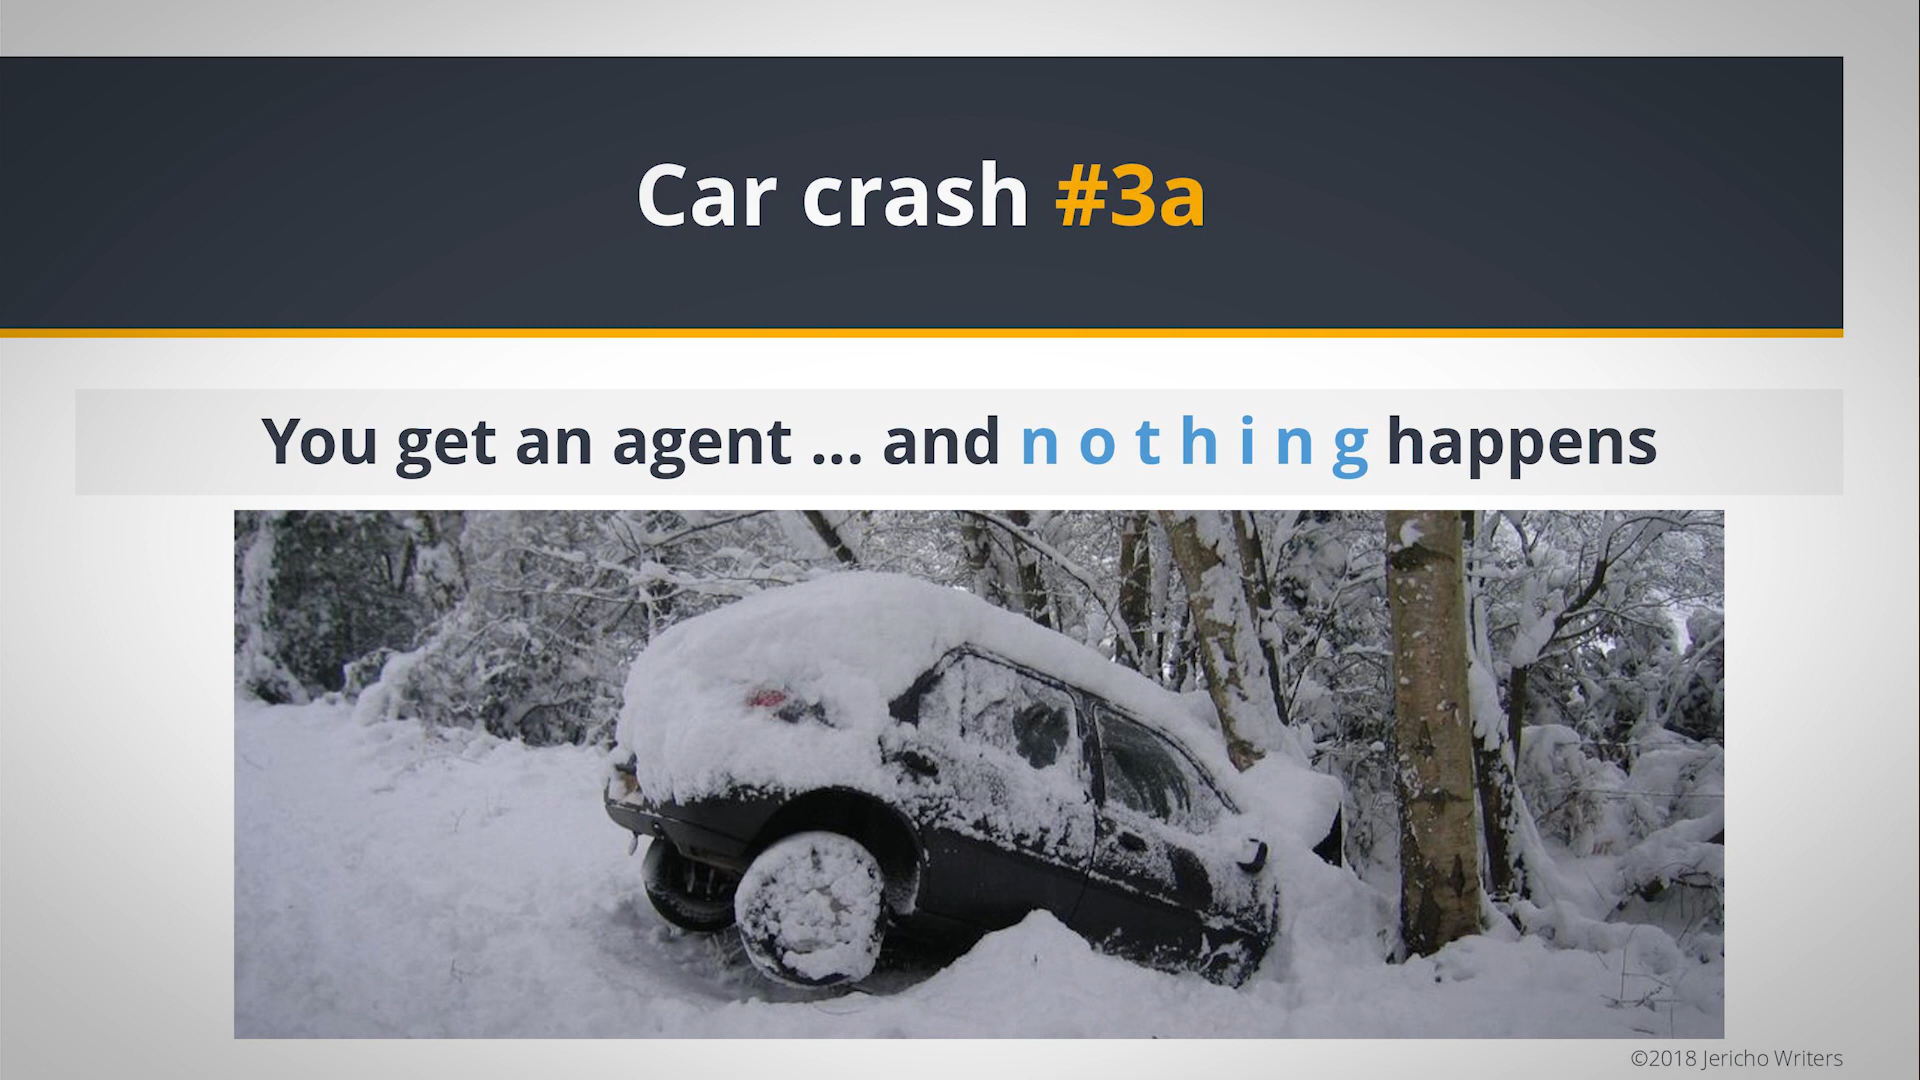 Car crash #3a
You get an agent ... and n o t h i n g happens
©2018 Jericho Writers